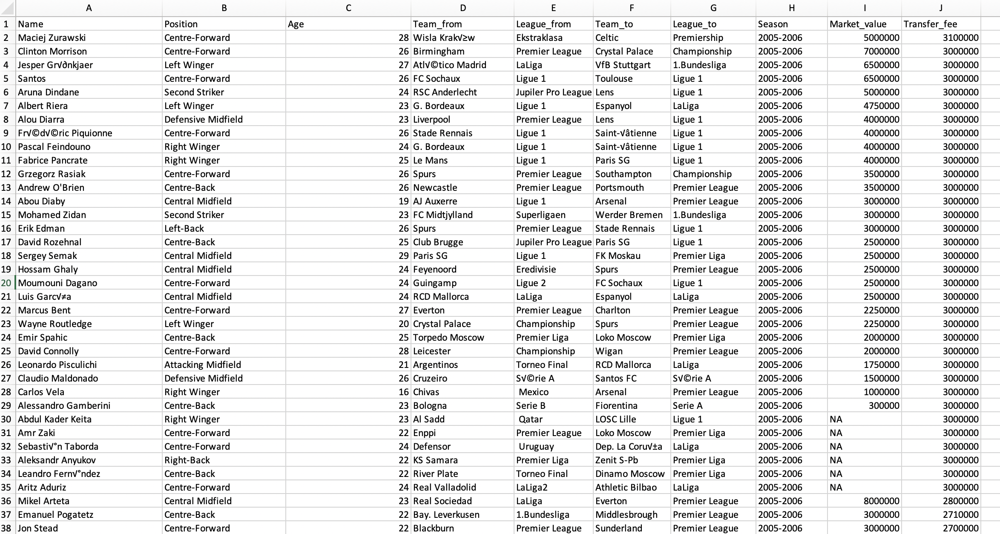 A B C D E F G H I J
1 Name Position Age Team_from League_from Team_to League_to Season Market_value Transfer_fee
2 Maciej Zurawski Centre-Forward 28 Wisla Krak√≥w Ekstraklasa Celtic Premiership 2005-2006 5000000 3100000
3 Clinton Morrison Centre-Forward 26 Birmingham Premier League Crystal Palace Championship 2005-2006 7000000 3000000
4 Jesper Gr√∂nkjaer Left Winger 27 Atl√©tico Madrid LaLiga VfB Stuttgart 1.Bundesliga 2005-2006 6500000 3000000
5 Santos Centre-Forward 26 FC Sochaux Ligue 1 Toulouse Ligue 1 2005-2006 6500000 3000000
6 Aruna Dindane Second Striker 24 RSC Anderlecht Jupiler Pro League Lens Ligue 1 2005-2006 5000000 3000000
7 Albert Riera Left Winger 23 G. Bordeaux Ligue 1 Espanyol LaLiga 2005-2006 4750000 3000000
8 Alou Diarra Defensive Midfield 23 Liverpool Premier League Lens Ligue 1 2005-2006 4000000 3000000
9 Fr√©d√©ric Piquionne Centre-Forward 26 Stade Rennais Ligue 1 Saint-√âtienne Ligue 1 2005-2006 4000000 3000000
10 Pascal Feindouno Right Winger 24 G. Bordeaux Ligue 1 Saint-√âtienne Ligue 1 2005-2006 4000000 3000000
11 Fabrice Pancrate Right Winger 25 Le Mans Ligue 1 Paris SG Ligue 1 2005-2006 4000000 3000000
12 Grzegorz Rasiak Centre-Forward 26 Spurs Premier League Southampton Championship 2005-2006 3500000 3000000
13 Andrew O'Brien Centre-Back 26 Newcastle Premier League Portsmouth Premier League 2005-2006 3500000 3000000
14 Abou Diaby Central Midfield 19 AJ Auxerre Ligue 1 Arsenal Premier League 2005-2006 3000000 3000000
15 Mohamed Zidan Second Striker 23 FC Midtjylland Superligaen Werder Bremen 1.Bundesliga 2005-2006 3000000 3000000
16 Erik Edman Left-Back 26 Spurs Premier League Stade Rennais Ligue 1 2005-2006 3000000 3000000
17 David Rozehnal Centre-Back 25 Club Brugge Jupiler Pro League Paris SG Ligue 1 2005-2006 2500000 3000000
18 Sergey Semak Central Midfield 29 Paris SG Ligue 1 FK Moskau Premier Liga 2005-2006 2500000 3000000
19 Hossam Ghaly Central Midfield 24 Feyenoord Eredivisie Spurs Premier League 2005-2006 2500000 3000000
20 Moumouni Dagano Centre-Forward 24 Guingamp Ligue 2 FC Sochaux Ligue 1 2005-2006 2500000 3000000
21 Luis Garc√≠a Central Midfield 24 RCD Mallorca LaLiga Espanyol LaLiga 2005-2006 2500000 3000000
22 Marcus Bent Centre-Forward 27 Everton Premier League Charlton Premier League 2005-2006 2250000 3000000
23 Wayne Routledge Left Winger 20 Crystal Palace Championship Spurs Premier League 2005-2006 2250000 3000000
24 Emir Spahic Centre-Back 25 Torpedo Moscow Premier Liga Loko Moscow Premier Liga 2005-2006 2000000 3000000
25 David Connolly Centre-Forward 28 Leicester Championship Wigan Premier League 2005-2006 2000000 3000000
26 Leonardo Pisculichi Attacking Midfield 21 Argentinos Torneo Final RCD Mallorca LaLiga 2005-2006 1750000 3000000
27 Claudio Maldonado Defensive Midfield 26 Cruzeiro S√©rie A Santos FC S√©rie A 2005-2006 1500000 3000000
28 Carlos Vela Right Winger 16 Chivas Mexico Arsenal Premier League 2005-2006 1000000 3000000
29 Alessandro Gamberini Centre-Back 23 Bologna Serie B Fiorentina Serie A 2005-2006 300000 3000000
30 Abdul Kader Keita Right Winger 23 Al Sadd Qatar LOSC Lille Ligue 1 2005-2006 NA 3000000
31 Amr Zaki Centre-Forward 22 Enppi Premier League Loko Moscow Premier Liga 2005-2006 NA 3000000
32 Sebasti√°n Taborda Centre-Forward 24 Defensor Uruguay Dep. La Coru√±a LaLiga 2005-2006 NA 3000000
33 Aleksandr Anyukov Right-Back 22 KS Samara Premier Liga Zenit S-Pb Premier Liga 2005-2006 NA 3000000
34 Leandro Fern√°ndez Centre-Back 22 River Plate Torneo Final Dinamo Moscow Premier Liga 2005-2006 NA 3000000
35 Aritz Aduriz Centre-Forward 24 Real Valladolid LaLiga2 Athletic Bilbao LaLiga 2005-2006 NA 3000000
36 Mikel Arteta Central Midfield 23 Real Sociedad LaLiga Everton Premier League 2005-2006 8000000 2800000
37 Emanuel Pogatetz Centre-Back 22 Bay. Leverkusen 1.Bundesliga Middlesbrough Premier League 2005-2006 3000000 2710000
38 Jon Stead Centre-Forward 22 Blackburn Premier League Sunderland Premier League 2005-2006 3000000 2700000